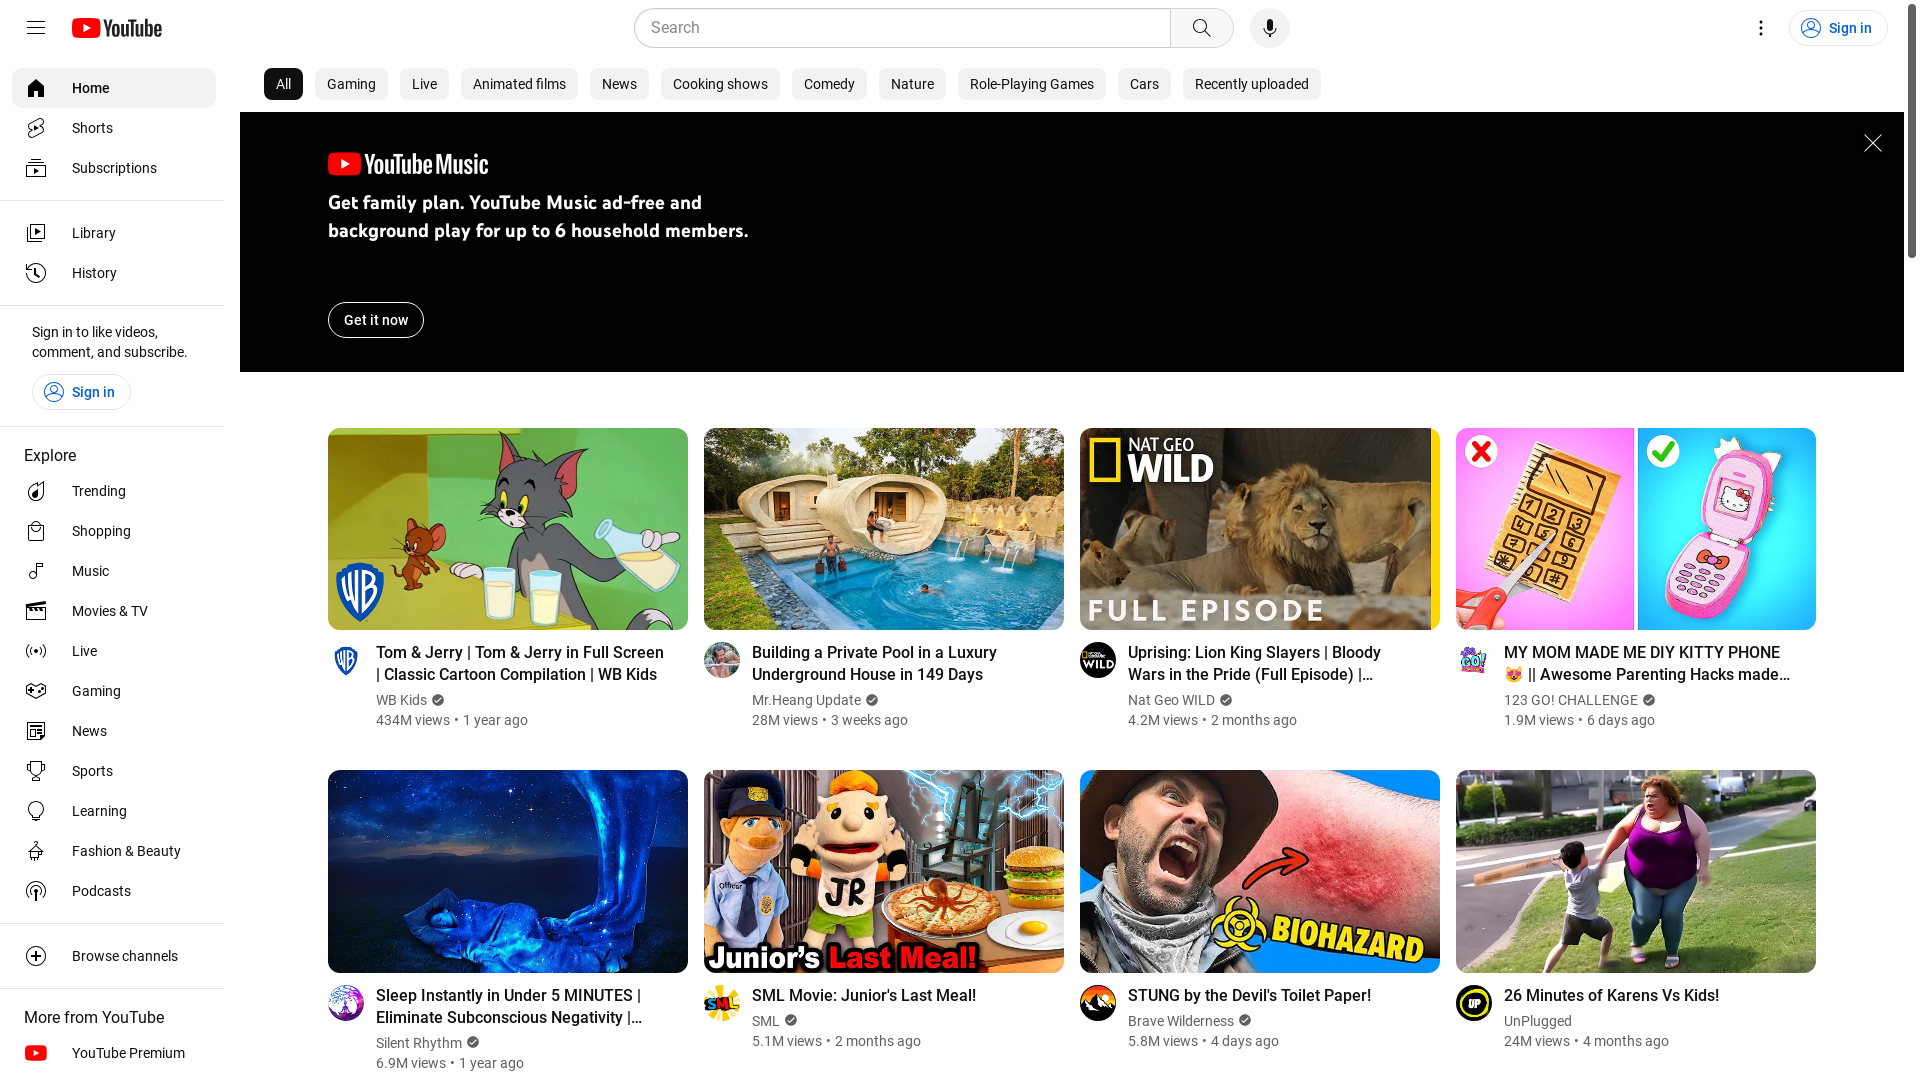 YouTube
Search
Sign in
Home
Shorts
Subscriptions
Library
History
Sign in to like videos,
comment, and subscribe.
Sign in
Explore
Trending
Shopping
Music
Movies & TV
Live
Gaming
News
Sports
Learning
Fashion & Beauty
Podcasts
Browse channels
More from YouTube
YouTube Premium
All
Gaming
Live
Animated films
News
Cooking shows
Comedy
Nature
Role-Playing Games
Cars
Recently uploaded
YouTube Music
Get family plan. YouTube Music ad-free and
background play for up to 6 household members.
Get it now
WB
WB
Tom & Jerry | Tom & Jerry in Full Screen
| Classic Cartoon Compilation | WB Kids
WB Kids
434M views • 1 year ago
Building a Private Pool in a Luxury
Underground House in 149 Days
Mr.Heang Update
28M views • 3 weeks ago
NAT GEO
WILD
FULL EPISODE
WILD
Uprising: Lion King Slayers | Bloody
Wars in the Pride (Full Episode) |...
Nat Geo WILD
4.2M views • 2 months ago
GO!
MY MOM MADE ME DIY KITTY PHONE
😻 || Awesome Parenting Hacks made...
123 GO! CHALLENGE
1.9M views • 6 days ago
Sleep Instantly in Under 5 MINUTES |
Eliminate Subconscious Negativity |...
Silent Rhythm
6.9M views • 1 year ago
Officer
JR
Junior's Last Meal!
SML
SML Movie: Junior's Last Meal!
SML
5.1M views • 2 months ago
BIOHAZARD
STUNG by the Devil's Toilet Paper!
Brave Wilderness
5.8M views • 4 days ago
UP
26 Minutes of Karens Vs Kids!
UnPlugged
24M views • 4 months ago